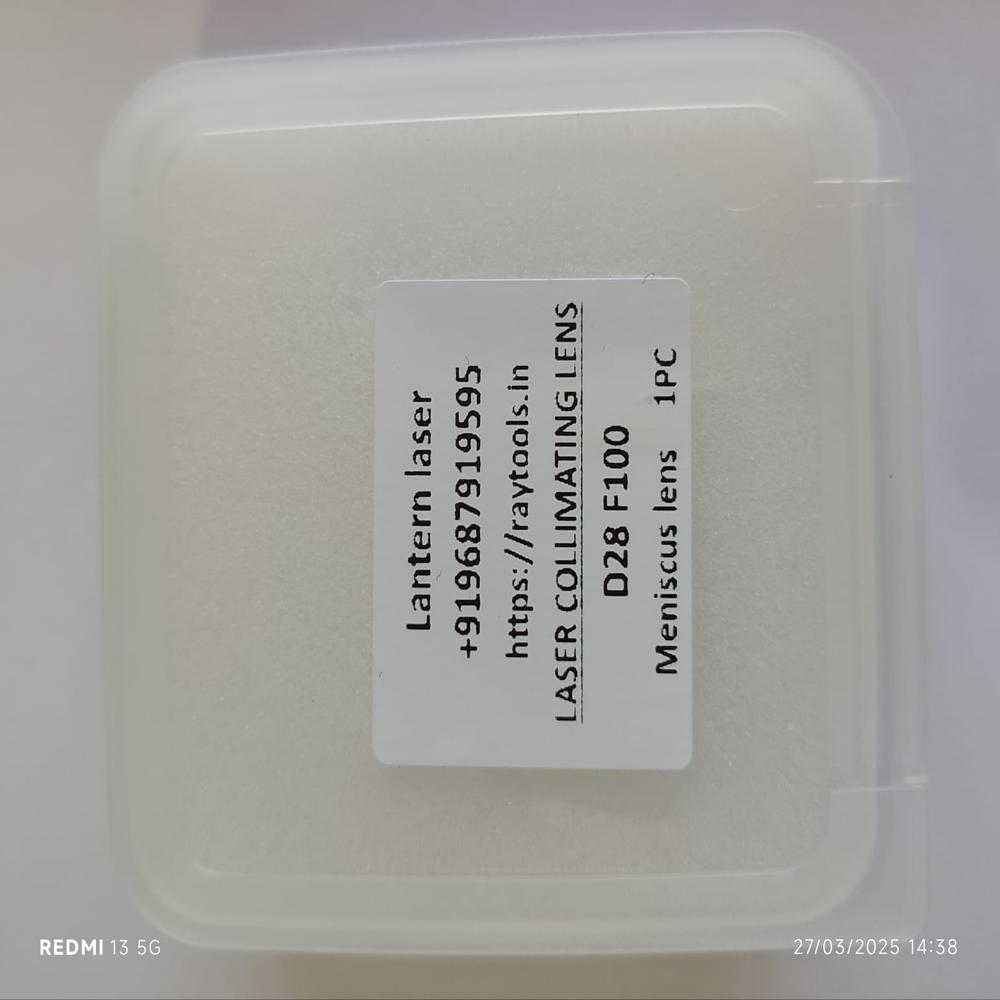 Lantern laser
+919687919595
https://raytools.in
LASER COLLIMATING LENS
D28 F100
Meniscus lens 1PC
REDMI 13 5G
27/03/2025 14:38